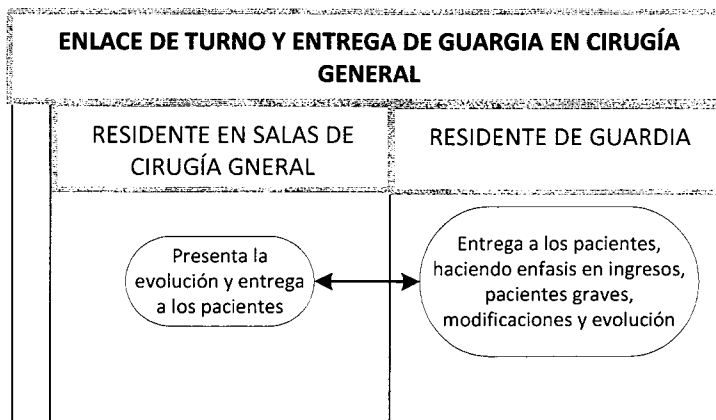 ENLACE DE TURNO Y ENTREGA DE GUARGIA EN CIRUGÍA
GENERAL
RESIDENTE EN SALAS DE
CIRUGÍA GNERAL
RESIDENTE DE GUARDIA
Presenta la
evolución y entrega
a los pacientes
Entrega a los pacientes,
haciendo enfasis en ingresos,
pacientes graves,
modificaciones y evolución